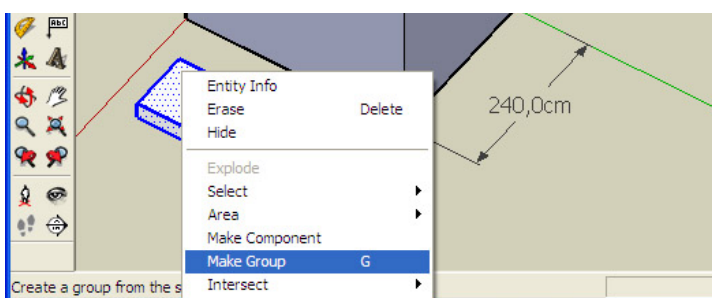 Abc
A
Entity Info
Erase Delete
Hide
240,0cm
Explode
Select
Area
Make Component
Make Group G
Create a group from the s
Intersect